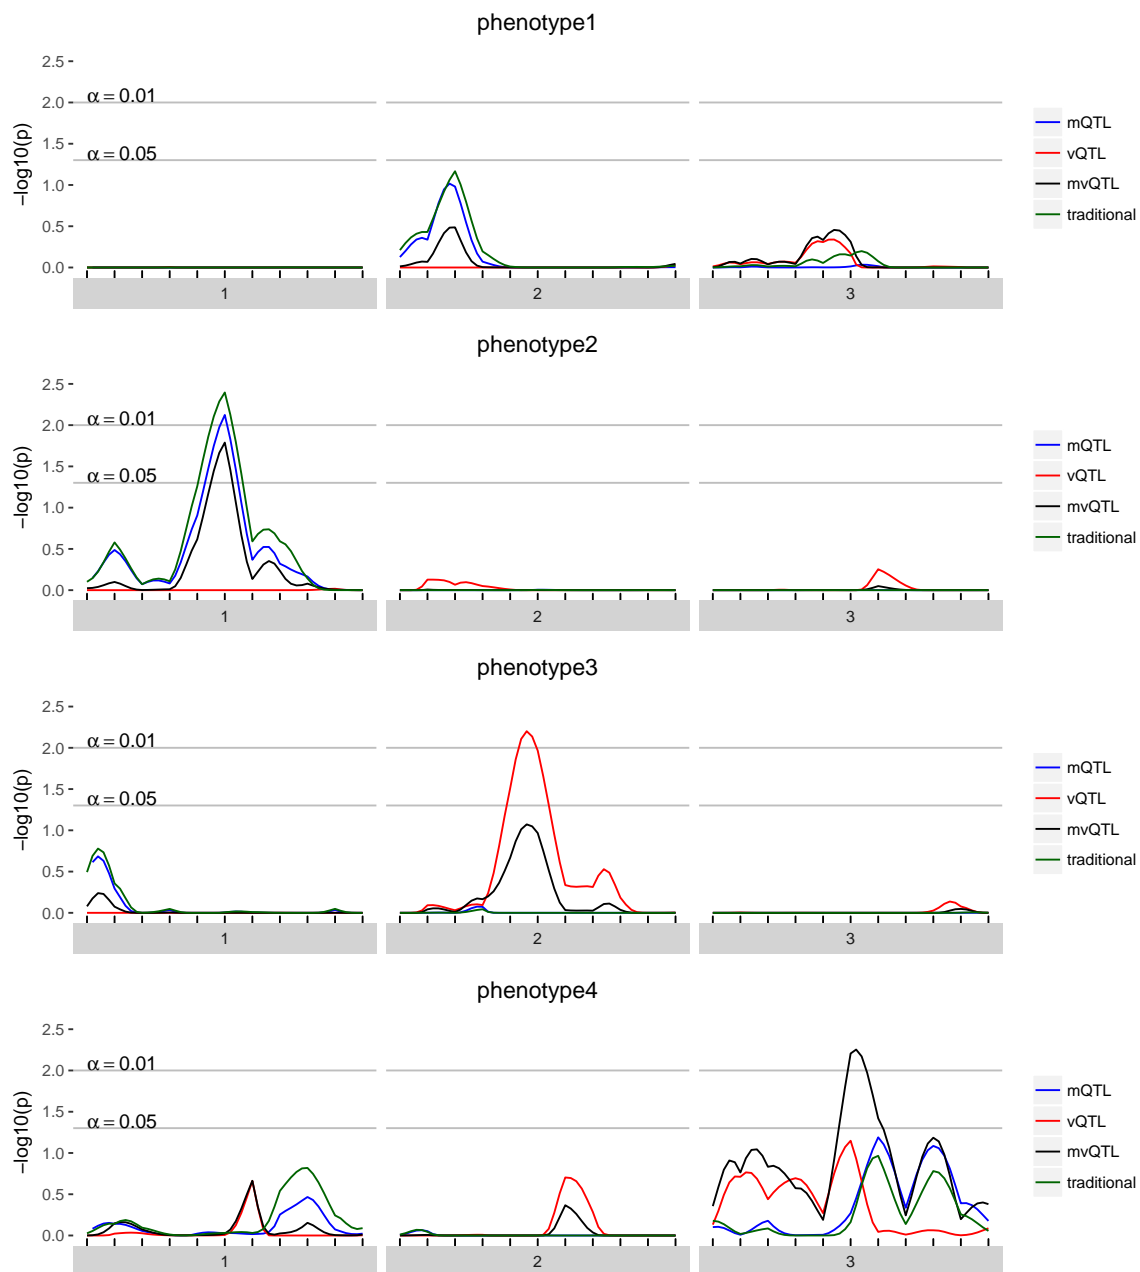 phenotype1
2.5
2.0
1.5
1.0
0.5
0.0
−log10(p)
α = 0.01
α = 0.05
1
2
3
mQTL
vQTL
mvQTL
traditional
phenotype2
2.5
2.0
1.5
1.0
0.5
0.0
−log10(p)
α = 0.01
α = 0.05
1
2
3
mQTL
vQTL
mvQTL
traditional
phenotype3
2.5
2.0
1.5
1.0
0.5
0.0
−log10(p)
α = 0.01
α = 0.05
1
2
3
mQTL
vQTL
mvQTL
traditional
phenotype4
2.5
2.0
1.5
1.0
0.5
0.0
−log10(p)
α = 0.01
α = 0.05
1
2
3
mQTL
vQTL
mvQTL
traditional